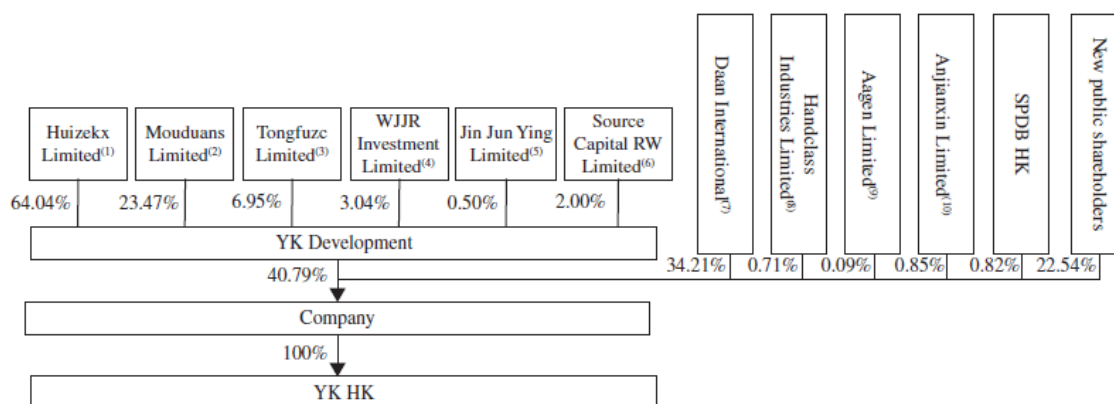 Huizekx
Limited(1)
Mouduans
Limited(2)
Tongfuzc
Limited(3)
WJJR
Investment
Limited(4)
Jin Jun Ying
Limited(5)
Source
Capital RW
Limited(6)
Daan International(7)
Handclass
Industries Limited(8)
Aagen Limited(9)
Anjianxin Limited(10)
SPDB HK
New public shareholders
64.04%
23.47%
6.95%
3.04%
0.50%
2.00%
YK Development
34.21%
0.71%
0.09%
0.85%
0.82%
22.54%
40.79%
Company
100%
YK HK